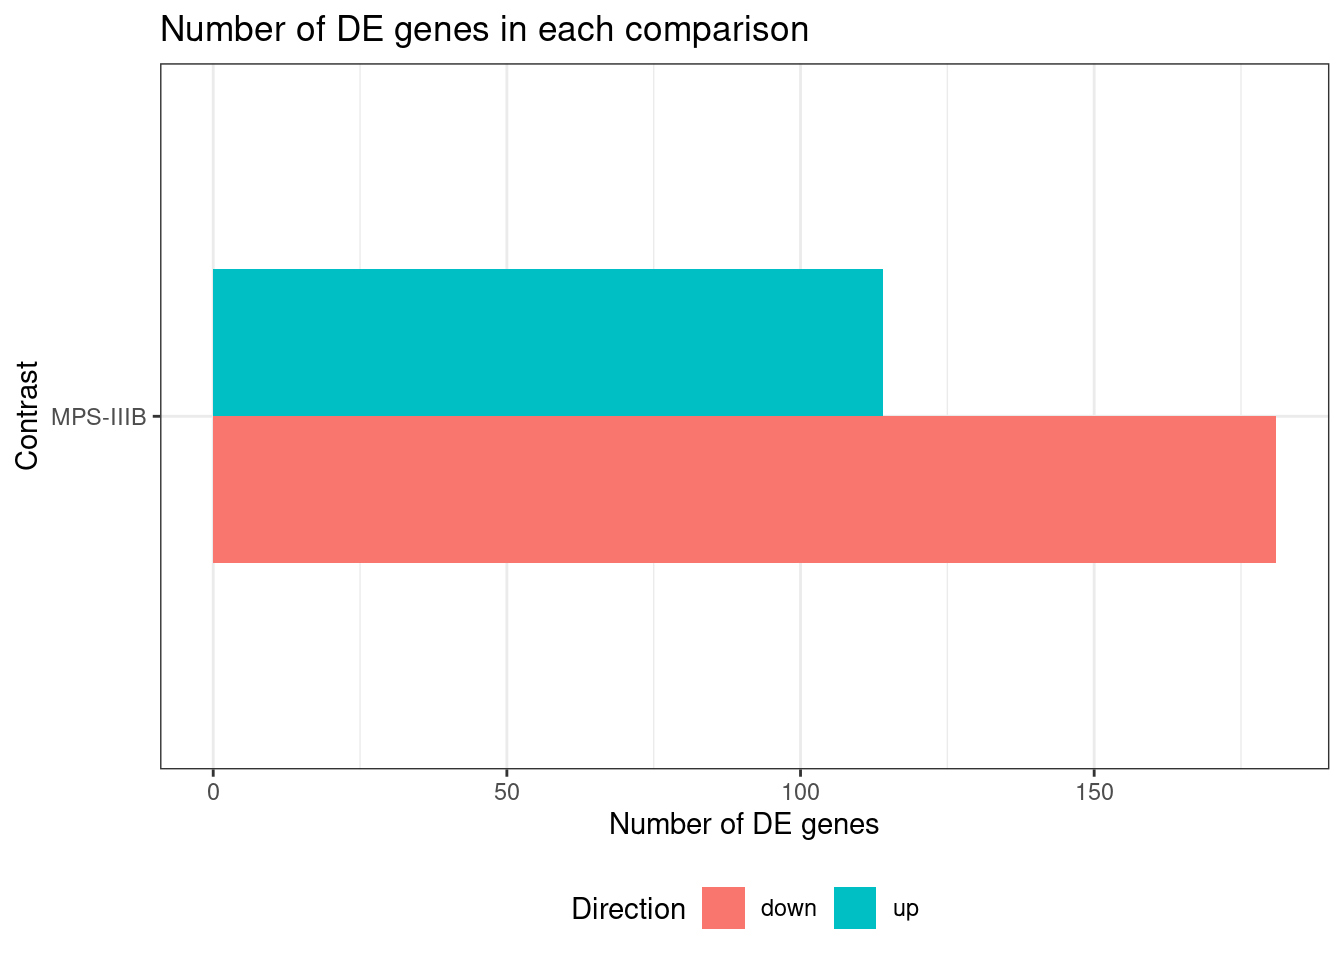 Number of DE genes in each comparison
Contrast
MPS-IIIB
0 50 100 150
Number of DE genes
Direction down up